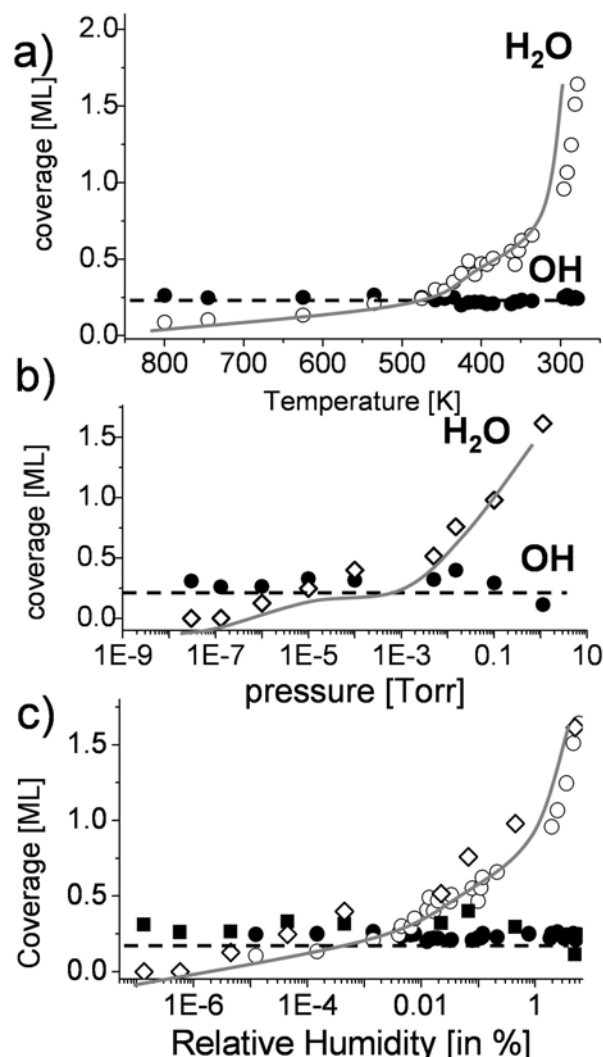 a)
coverage [ML]
2.0
1.5
1.0
0.5
0.0
H₂O
OH
800 700 600 500 400 300
Temperature [K]
b)
coverage [ML]
1.5
1.0
0.5
0.0
H₂O
OH
1E-9 1E-7 1E-5 1E-3 0.1 10
pressure [Torr]
c)
Coverage [ML]
1.5
1.0
0.5
0.0
1E-6 1E-4 0.01 1
Relative Humidity [in %]